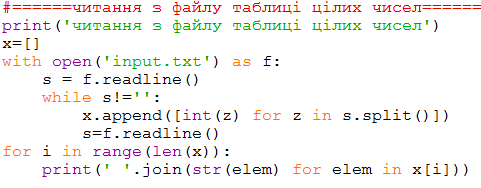 #======читання з файлу таблиці цілих чисел======
print('читання з файлу таблиці цілих чисел')
x=[]
with open('input.txt') as f:
    s = f.readline()
    while s!='':
        x.append([int(z) for z in s.split()])
        s=f.readline()
for i in range(len(x)):
    print(' '.join(str(elem) for elem in x[i]))